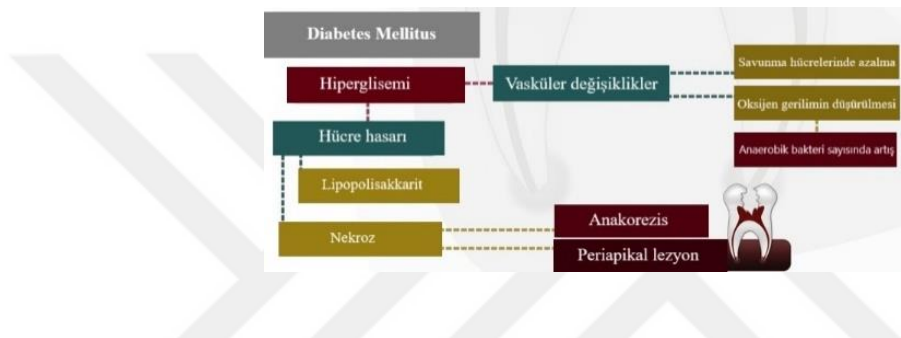 Diabetes Mellitus
Hiperglisemi
Vasküler değişiklikler
Savunma hücrelerinde azalma
Oksijen gerilimin düşürülmesi
Anaerobik bakteri sayısında artış
Hücre hasarı
Lipopolisakkarit
Nekroz
Anakorezis
Periapikal lezyon